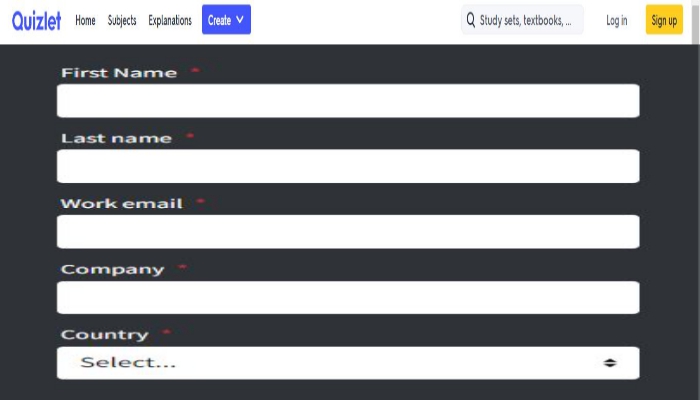 Quizlet Home Subjects Explanations Create Study sets, textbooks, ... Log in Sign up
First Name *
Last name *
Work email *
Company *
Country *
Select...